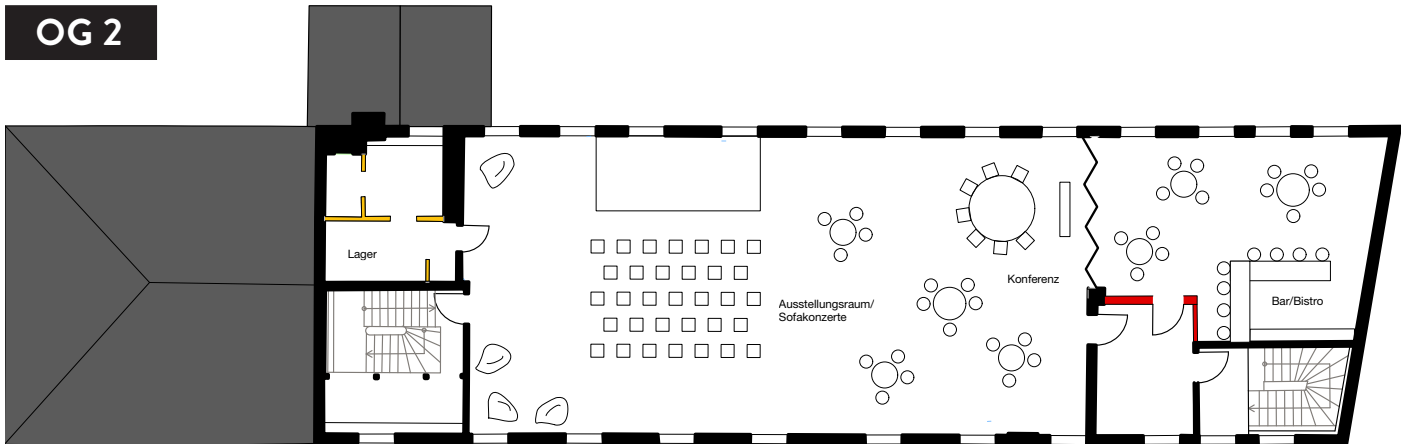 OG 2
Lager
Ausstellungsraum/
Sofakonzerte
Konferenz
Bar/Bistro